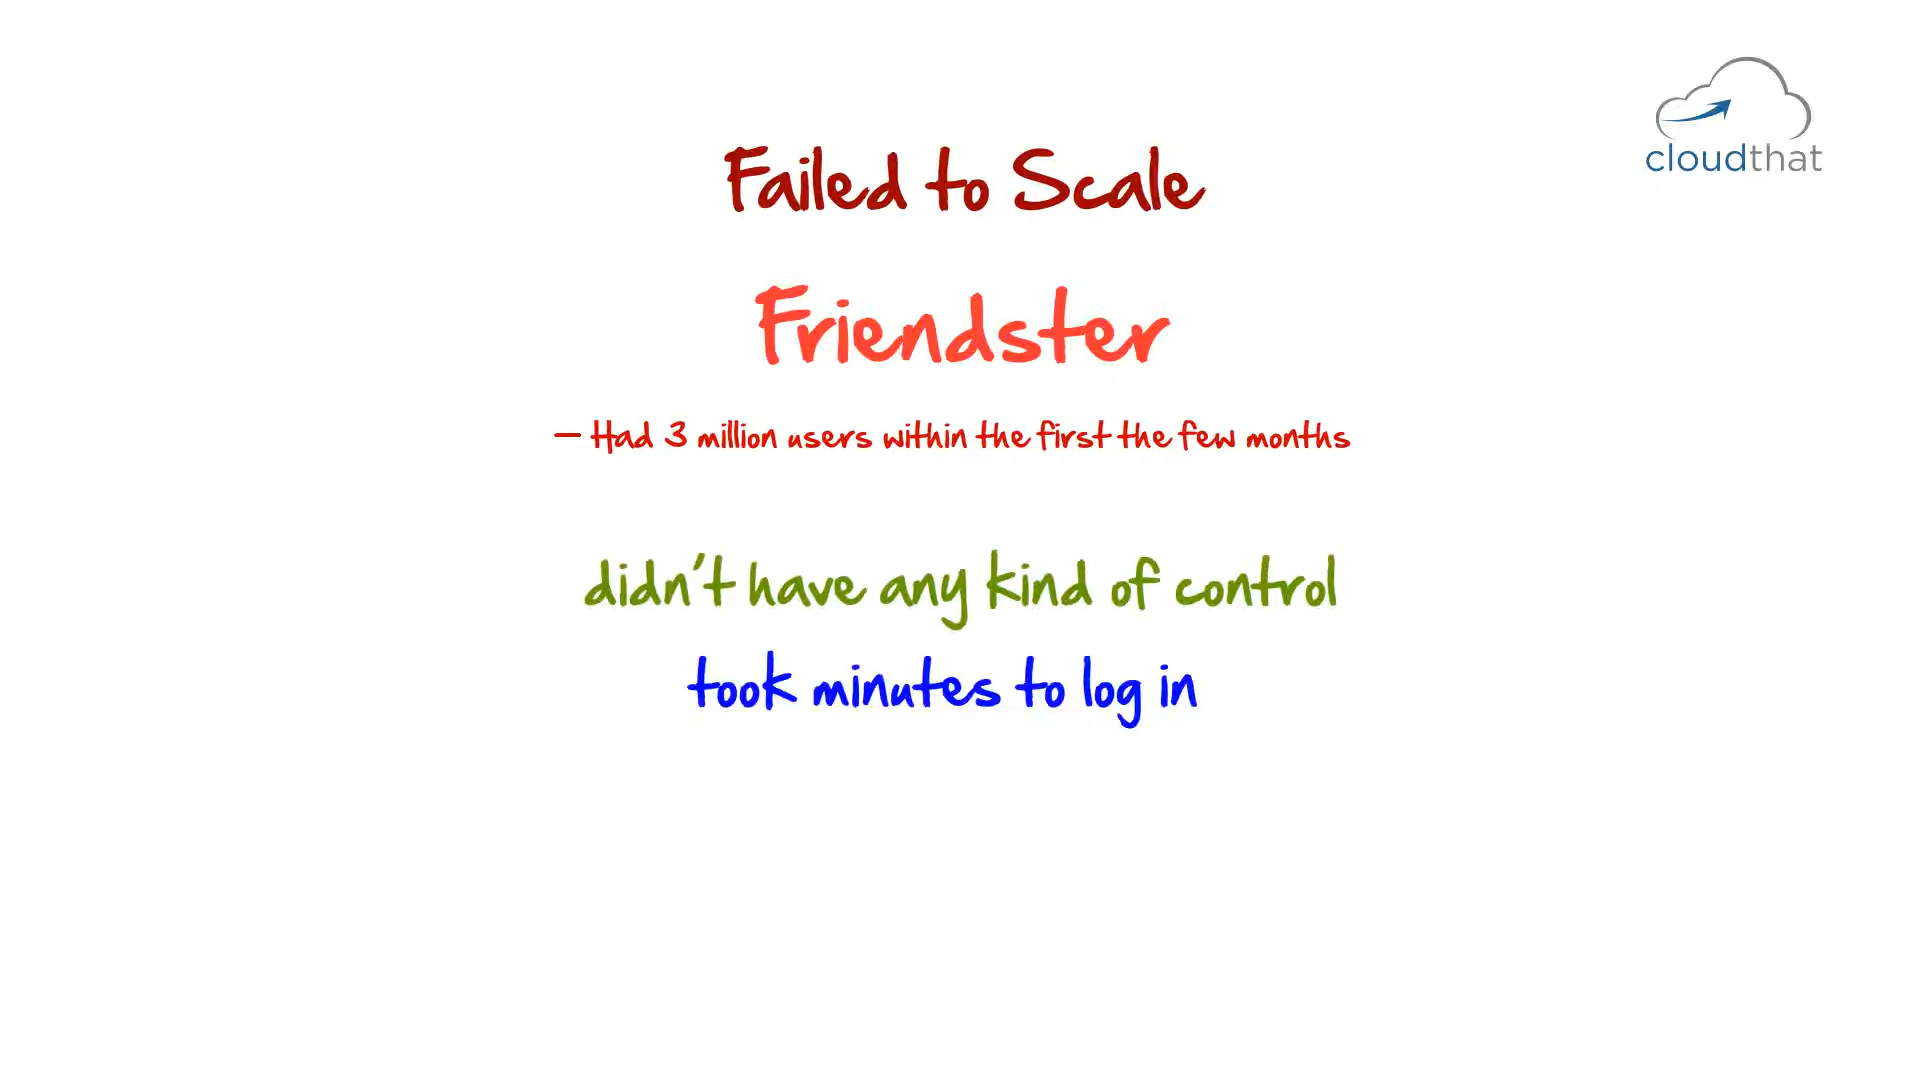 cloudthat
Failed to Scale
Friendster
– Had 3 million users within the first the few months
didn't have any kind of control
took minutes to log in